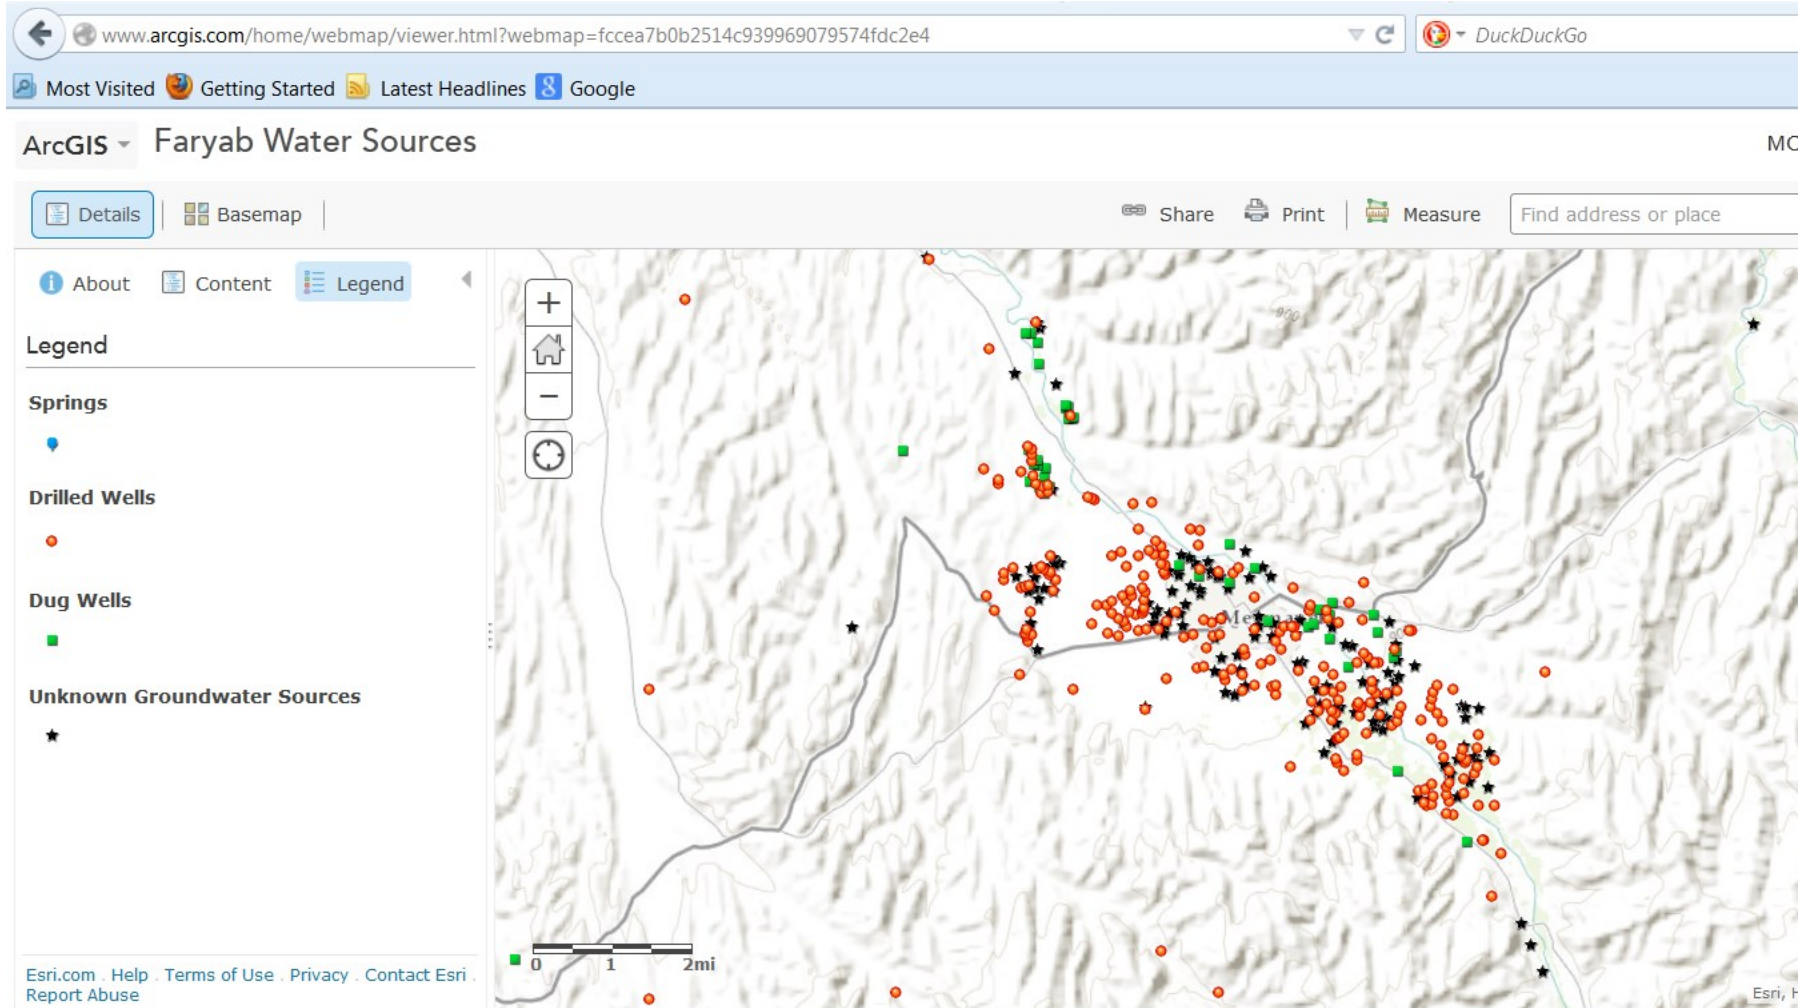 www.arcgis.com/home/webmap/viewer.html?webmap=fccea7b0b2514c939969079574fdc2e4
DuckDuckGo
Most Visited Getting Started Latest Headlines Google
ArcGIS Faryab Water Sources
Details Basemap Share Print Measure Find address or place
About Content Legend
Legend
Springs
Drilled Wells
Dug Wells
Unknown Groundwater Sources
900
0 1 2mi
Esri.com . Help . Terms of Use . Privacy . Contact Esri .
Report Abuse
Esri,